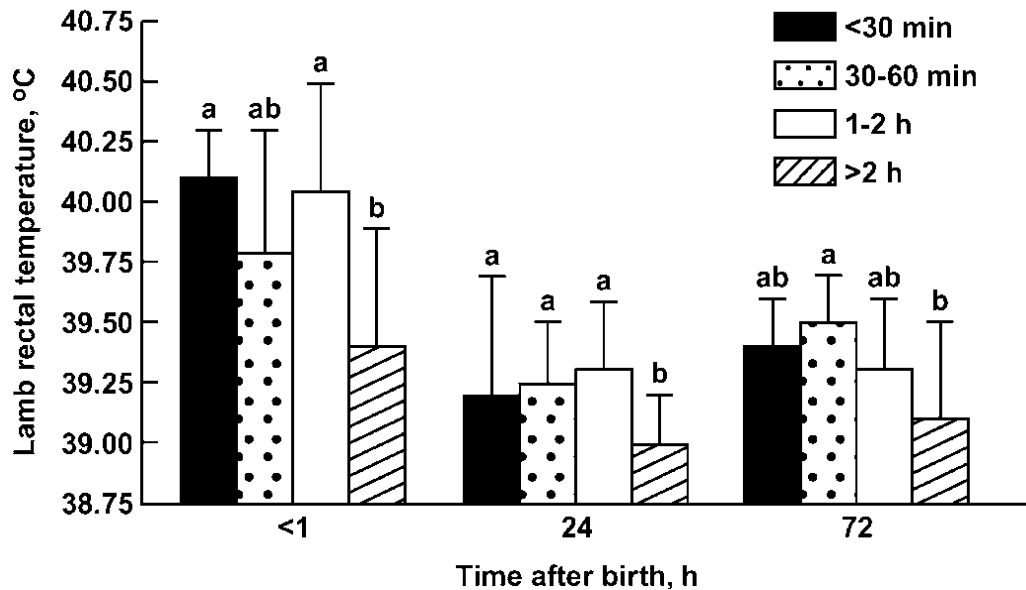 40.75
40.50
40.25
40.00
39.75
39.50
39.25
39.00
38.75
Lamb rectal temperature, ºC
<30 min
30-60 min
1-2 h
>2 h
a ab a b
a a a b
ab a ab b
<1 24 72
Time after birth, h